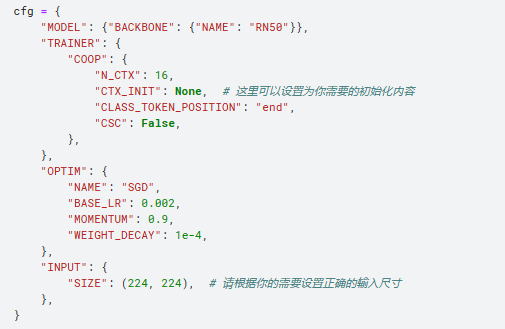 cfg = {
    "MODEL": {"BACKBONE": {"NAME": "RN50"}},
    "TRAINER": {
        "COOP": {
            "N_CTX": 16,
            "CTX_INIT": None,  # 这里可以设置为你需要的初始化内容
            "CLASS_TOKEN_POSITION": "end",
            "CSC": False,
        },
    },
    "OPTIM": {
        "NAME": "SGD",
        "BASE_LR": 0.002,
        "MOMENTUM": 0.9,
        "WEIGHT_DECAY": 1e-4,
    },
    "INPUT": {
        "SIZE": (224, 224),  # 请根据你的需要设置正确的输入尺寸
    },
}